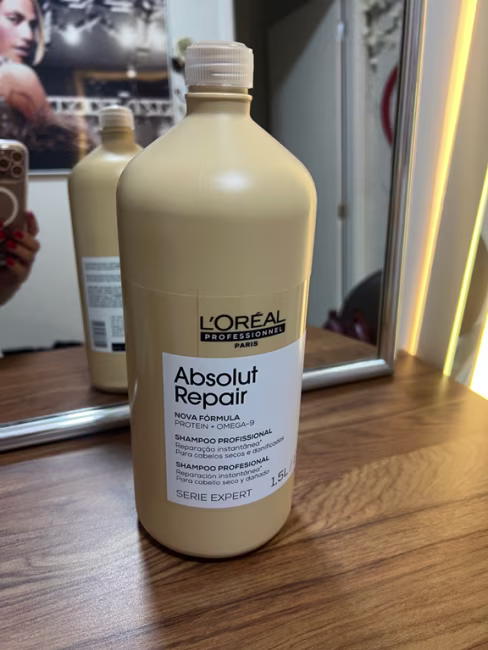 L'ORÉAL
PROFESSIONNEL
PARIS
Absolut
Repair
NOVA FÓRMULA
PROTEIN + OMEGA-9
SHAMPOO PROFISSIONAL
Reparação instantânea*
Para cabelos secos e danificados
SHAMPOO PROFESIONAL
Reparación instantánea*
Para cabello seco y dañado
1.5L
SERIE EXPERT